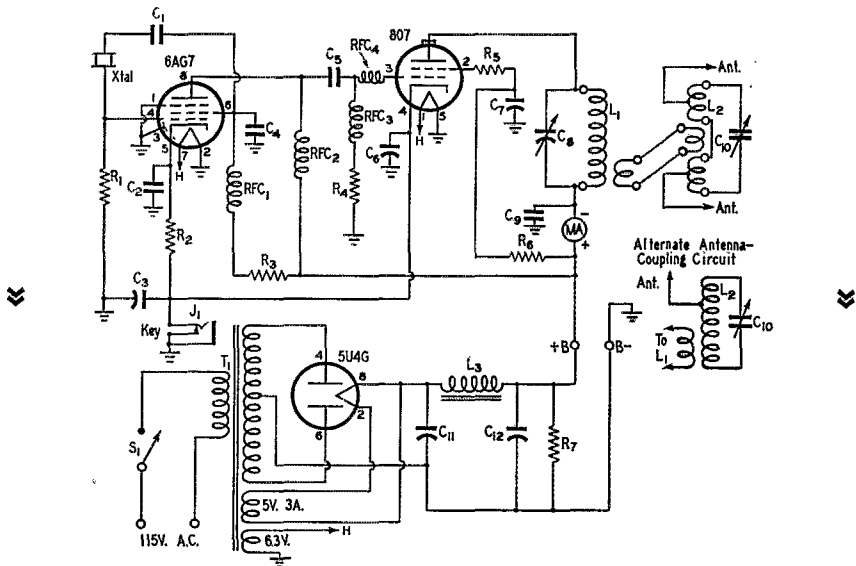 C1
Xtal
6AG7
8
1
4
3
5
7
2
6
H
C4
R1
C2
R2
C3
J1
Key
RFC1
RFC2
R3
C5
RFC4
3
RFC3
R4
807
2
4
1
5
H
C6
R5
C7
C8
L1
C9
MA
-
+
R6
Ant.
L2
C10
Ant.
Alternate Antenna-
Coupling Circuit
Ant.
L2
C10
To
L1
+B
B-
T1
S1
115V. A.C.
5U4G
4
8
2
6
L3
C11
C12
R7
5V. 3A.
6.3V.
H